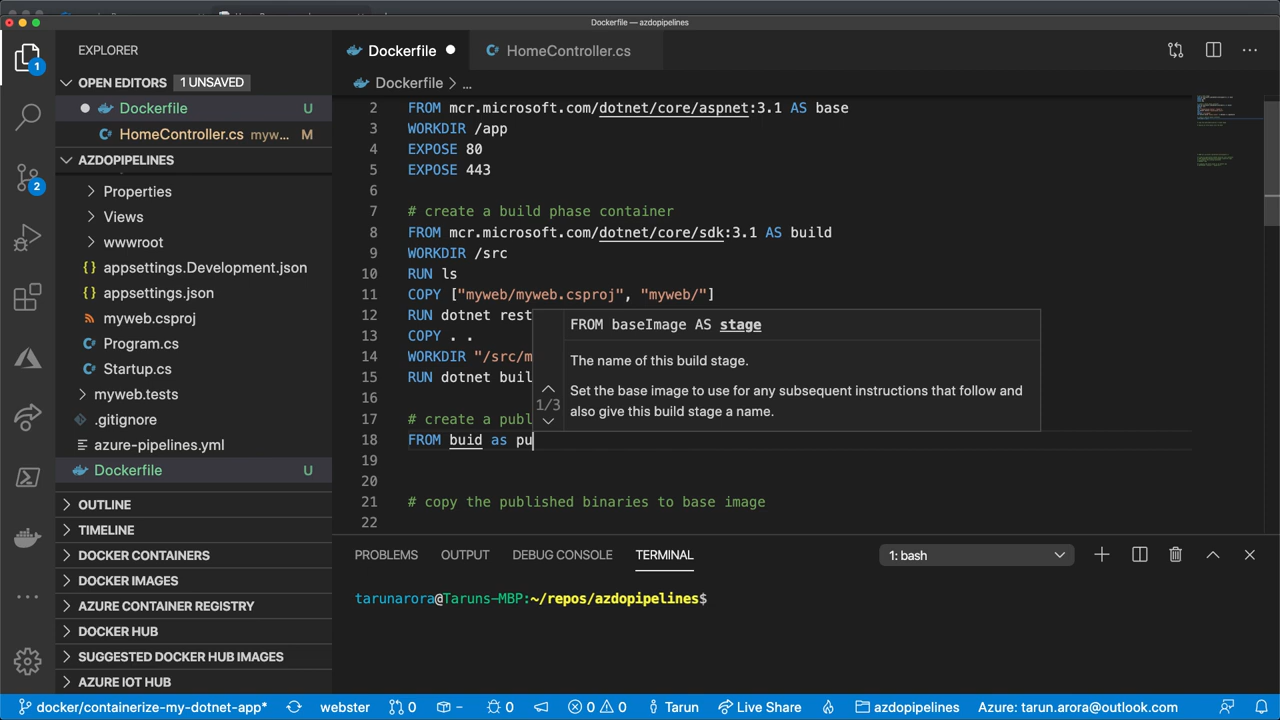 Dockerfile — azdopipelines
EXPLORER
OPEN EDITORS 1 UNSAVED
Dockerfile U
HomeController.cs myw... M
AZDOPIPELINES
Properties
Views
wwwroot
appsettings.Development.json
appsettings.json
myweb.csproj
Program.cs
Startup.cs
myweb.tests
.gitignore
azure-pipelines.yml
Dockerfile U
OUTLINE
TIMELINE
DOCKER CONTAINERS
DOCKER IMAGES
AZURE CONTAINER REGISTRY
DOCKER HUB
SUGGESTED DOCKER HUB IMAGES
AZURE IOT HUB
1
2
Dockerfile
HomeController.cs
Dockerfile > ...
2 FROM mcr.microsoft.com/dotnet/core/aspnet:3.1 AS base
3 WORKDIR /app
4 EXPOSE 80
5 EXPOSE 443
6
7 # create a build phase container
8 FROM mcr.microsoft.com/dotnet/core/sdk:3.1 AS build
9 WORKDIR /src
10 RUN ls
11 COPY ["myweb/myweb.csproj", "myweb/"]
12 RUN dotnet rest
13 COPY . .
14 WORKDIR "/src/m
15 RUN dotnet buil
16
17 # create a publ
18 FROM buid as pu
19
20
21 # copy the published binaries to base image
22
FROM baseImage AS stage
The name of this build stage.
1/3
Set the base image to use for any subsequent instructions that follow and
also give this build stage a name.
PROBLEMS OUTPUT DEBUG CONSOLE TERMINAL
1: bash
tarunarora@Taruns-MBP:~/repos/azdopipelines$
docker/containerize-my-dotnet-app* webster 0 – 0 0 0 Tarun Live Share azdopipelines Azure: tarun.arora@outlook.com